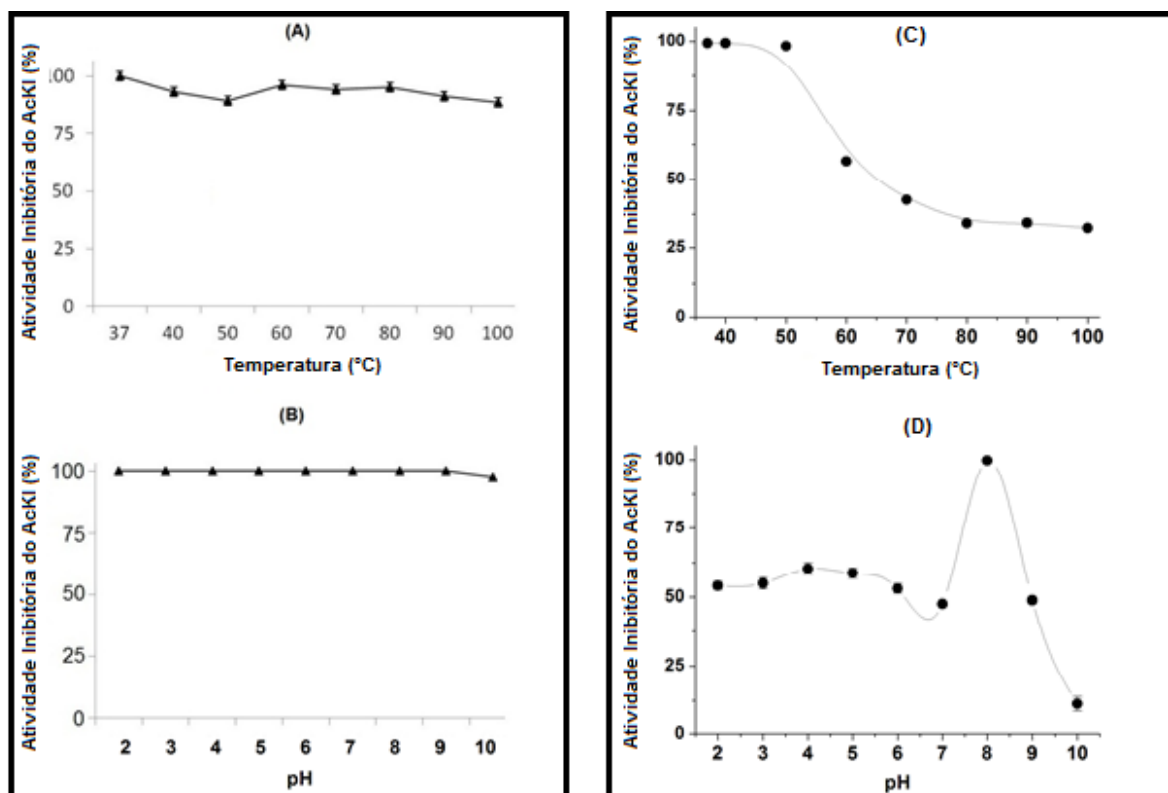 (A)
Atividade Inibitória do AcKI (%)
100
75
50
25
0
37 40 50 60 70 80 90 100
Temperatura (°C)
(B)
Atividade Inibitória do AcKI (%)
100
75
50
25
0
2 3 4 5 6 7 8 9 10
pH
(C)
Atividade Inibitória do AcKI (%)
100
75
50
25
0
40 50 60 70 80 90 100
Temperatura (°C)
(D)
Atividade Inibitória do AcKI (%)
100
75
50
25
0
2 3 4 5 6 7 8 9 10
pH